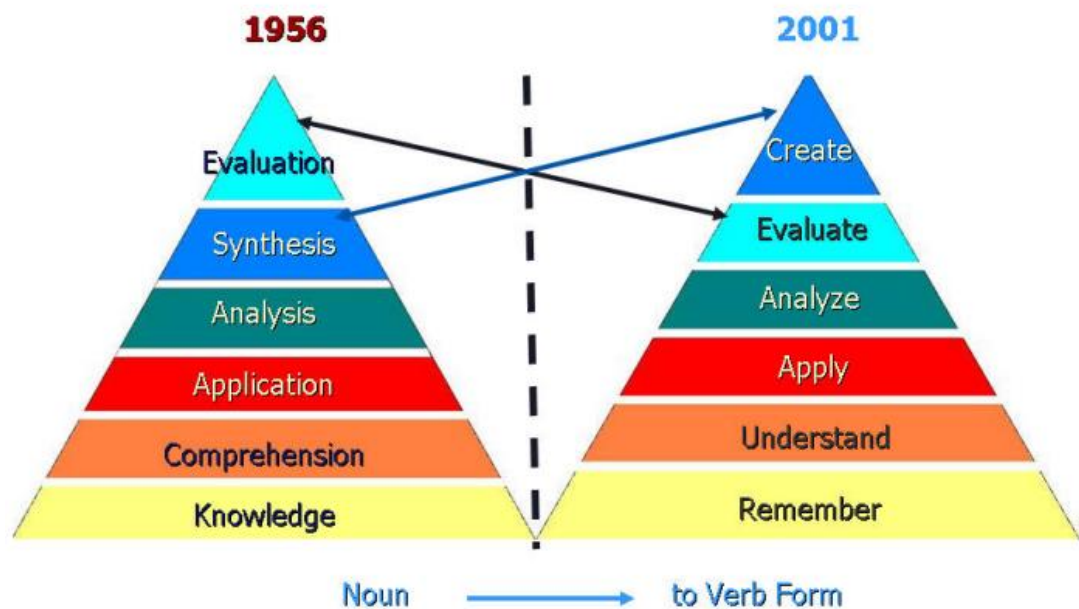 1956
Evaluation
Synthesis
Analysis
Application
Comprehension
Knowledge
2001
Create
Evaluate
Analyze
Apply
Understand
Remember
Noun to Verb Form